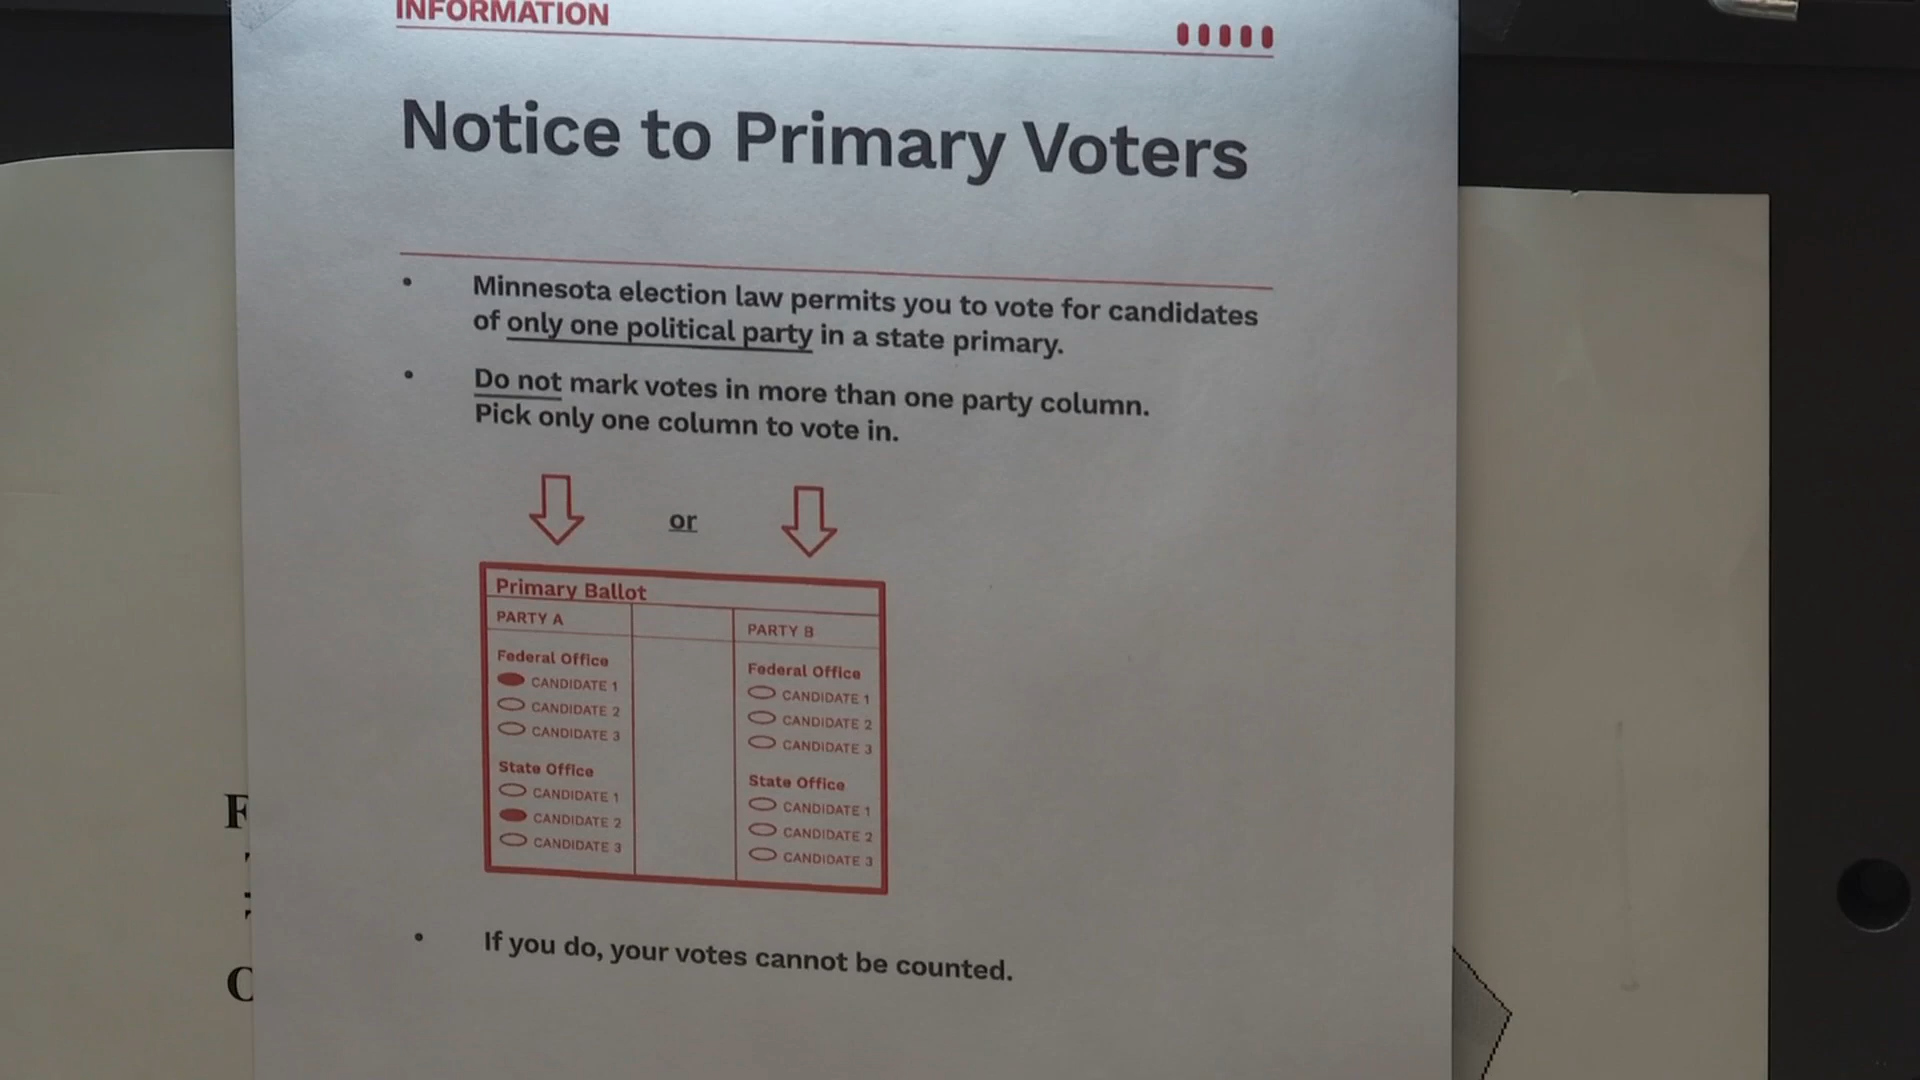 INFORMATION
Notice to Primary Voters
• Minnesota election law permits you to vote for candidates
of only one political party in a state primary.
• Do not mark votes in more than one party column.
Pick only one column to vote in.
or
Primary Ballot
PARTY A
Federal Office
CANDIDATE 1
CANDIDATE 2
CANDIDATE 3
State Office
CANDIDATE 1
CANDIDATE 2
CANDIDATE 3
PARTY B
Federal Office
CANDIDATE 1
CANDIDATE 2
CANDIDATE 3
State Office
CANDIDATE 1
CANDIDATE 2
CANDIDATE 3
• If you do, your votes cannot be counted.